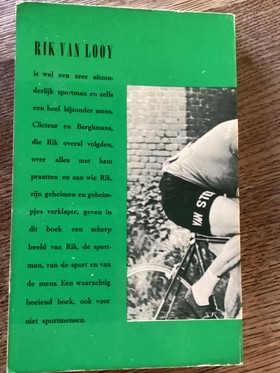 RIK VAN LOOY
is wel een zeer uitzon-
derlijk sportman en zelfs
een heel bijzonder mens.
Clicteur en Berghmans,
die Rik overal volgden,
over alles met hem
praatten en aan wie Rik,
zijn geheimen en geheim-
pjes verklapte, geven in
dit boek een scherp
beeld van Rik, de sport-
man, van de sport en van
de mens. Een waarachtig
boeiend boek, ook voor
niet sportmensen.